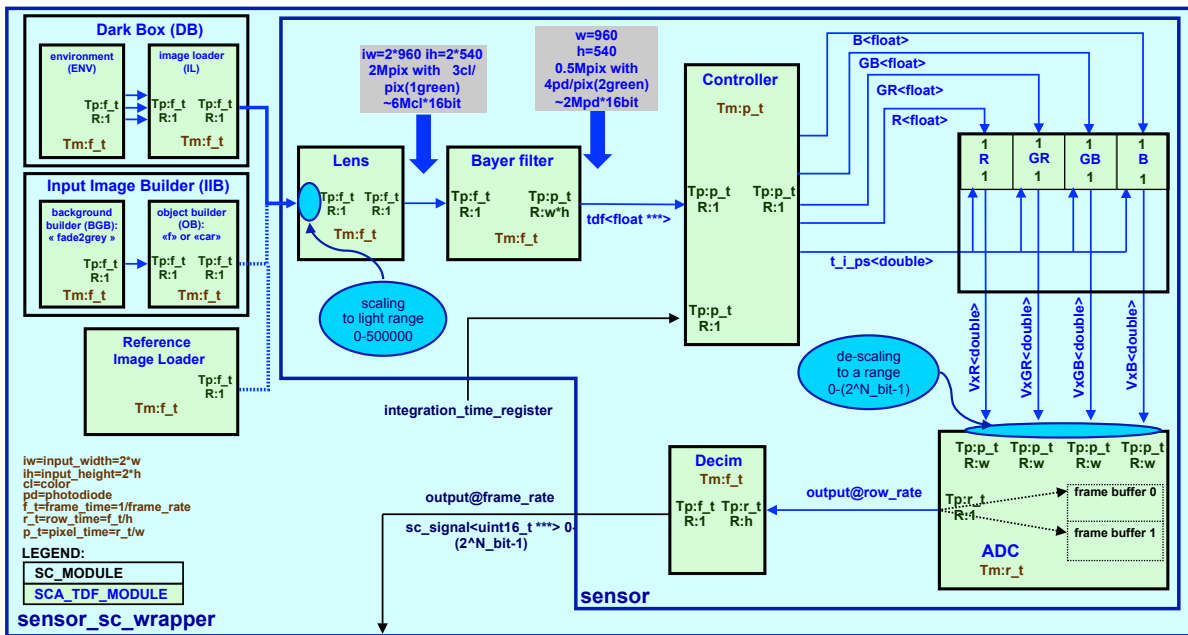 Dark Box (DB)
environment
(ENV)
Tp:f_t
R:1
Tm:f_t
image loader
(IL)
Tp:f_t Tp:f_t
R:1 R:1
Tm:f_t
Input Image Builder (IIB)
background
builder (BGB):
« fade2grey »
Tp:f_t
R:1
Tm:f_t
object builder
(OB):
«f» or «car»
Tp:f_t Tp:f_t
R:1 R:1
Tm:f_t
Reference
Image Loader
Tp:f_t
R:1
Tm:f_t
iw=2*960 ih=2*540
2Mpix with 3cl/
pix(1green)
~6Mcl*16bit
w=960
h=540
0.5Mpix with
4pd/pix(2green)
~2Mpd*16bit
Lens
Tp:f_t Tp:f_t
R:1 R:1
Tm:f_t
scaling
to light range
0-500000
Bayer filter
Tp:f_t Tp:p_t
R:1 R:w*h
Tm:f_t
tdf<float ***>
Controller
Tm:p_t
Tp:p_t Tp:p_t
R:1 R:1
Tp:p_t
R:1
integration_time_register
B<float>
GB<float>
GR<float>
R<float>
t_i_ps<double>
1 1 1 1
R GR GB B
1 1 1 1
VxR<double>
VxGR<double>
VxGB<double>
VxB<double>
de-scaling
to a range
0-(2^N_bit-1)
Tp:p_t Tp:p_t Tp:p_t Tp:p_t
R:w R:w R:w R:w
Tp:r_t
R:1
frame buffer 0
frame buffer 1
ADC
Tm:r_t
output@row_rate
Decim
Tm:f_t
Tp:f_t Tp:r_t
R:1 R:h
output@frame_rate
sc_signal<uint16_t ***> 0-
(2^N_bit-1)
iw=input_width=2*w
ih=input_height=2*h
cl=color
pd=photodiode
f_t=frame_time=1/frame_rate
r_t=row_time=f_t/h
p_t=pixel_time=r_t/w
LEGEND:
SC_MODULE
SCA_TDF_MODULE
sensor
sensor_sc_wrapper